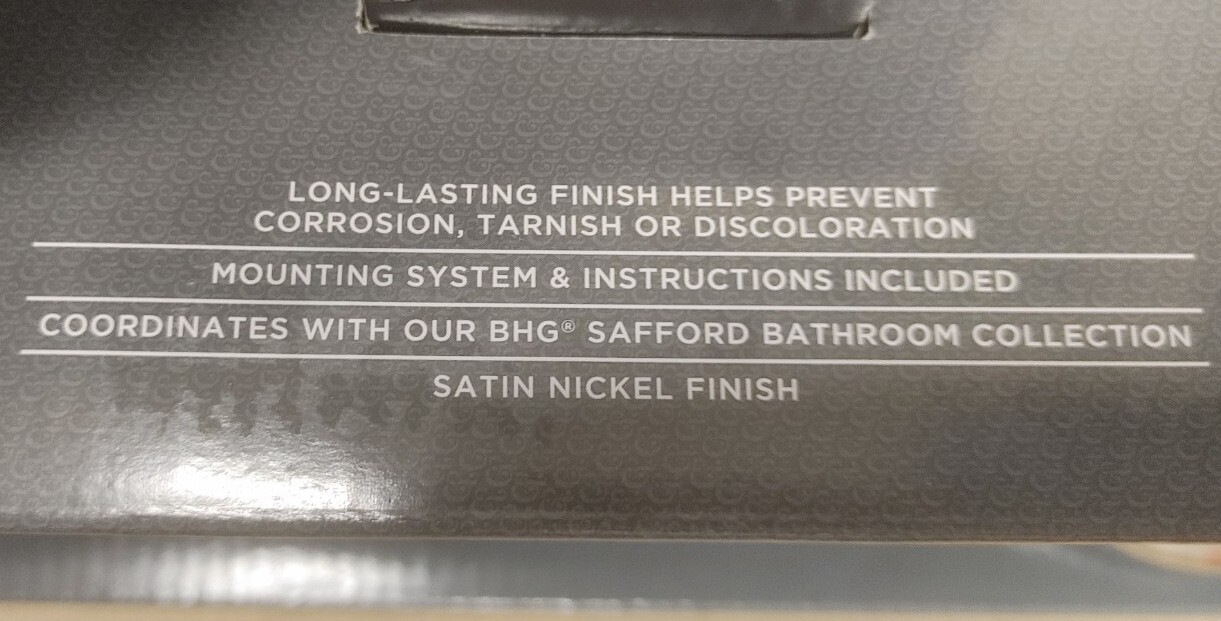 LONG-LASTING FINISH HELPS PREVENT
CORROSION, TARNISH OR DISCOLORATION
MOUNTING SYSTEM & INSTRUCTIONS INCLUDED
COORDINATES WITH OUR BHG® SAFFORD BATHROOM COLLECTION
SATIN NICKEL FINISH